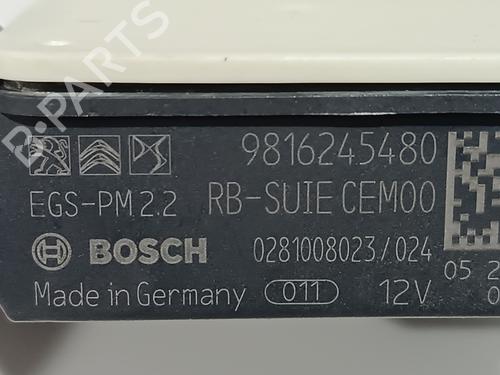 9816245480
EGS-PM 2.2 RB-SUIE CEM00
BOSCH 0281008023/024
05 2
Made in Germany 011 12V 0
B-PARTS